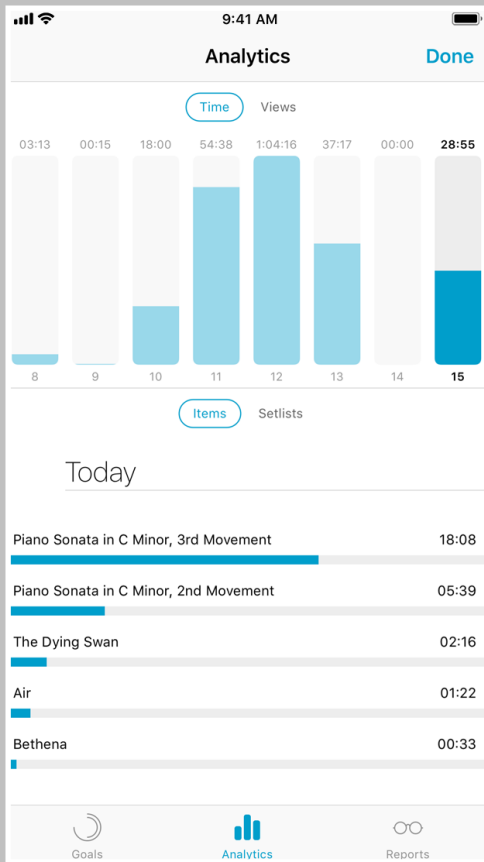 9:41 AM
Analytics Done
Time Views
03:13 00:15 18:00 54:38 1:04:16 37:17 00:00 28:55
8 9 10 11 12 13 14 15
Items Setlists
Today
Piano Sonata in C Minor, 3rd Movement 18:08
Piano Sonata in C Minor, 2nd Movement 05:39
The Dying Swan 02:16
Air 01:22
Bethena 00:33
Goals Analytics Reports